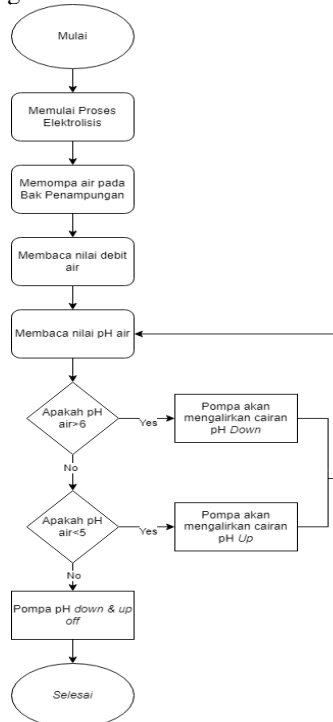 Mulai
Memulai Proses
Elektrolisis
Memompa air pada
Bak Penampungan
Membaca nilai debit
air
Membaca nilai pH air
Apakah pH
air>6
Yes
Pompa akan
mengalirkan cairan
pH Down
No
Apakah pH
air<5
Yes
Pompa akan
mengalirkan cairan
pH Up
No
Pompa pH down & up
off
Selesai